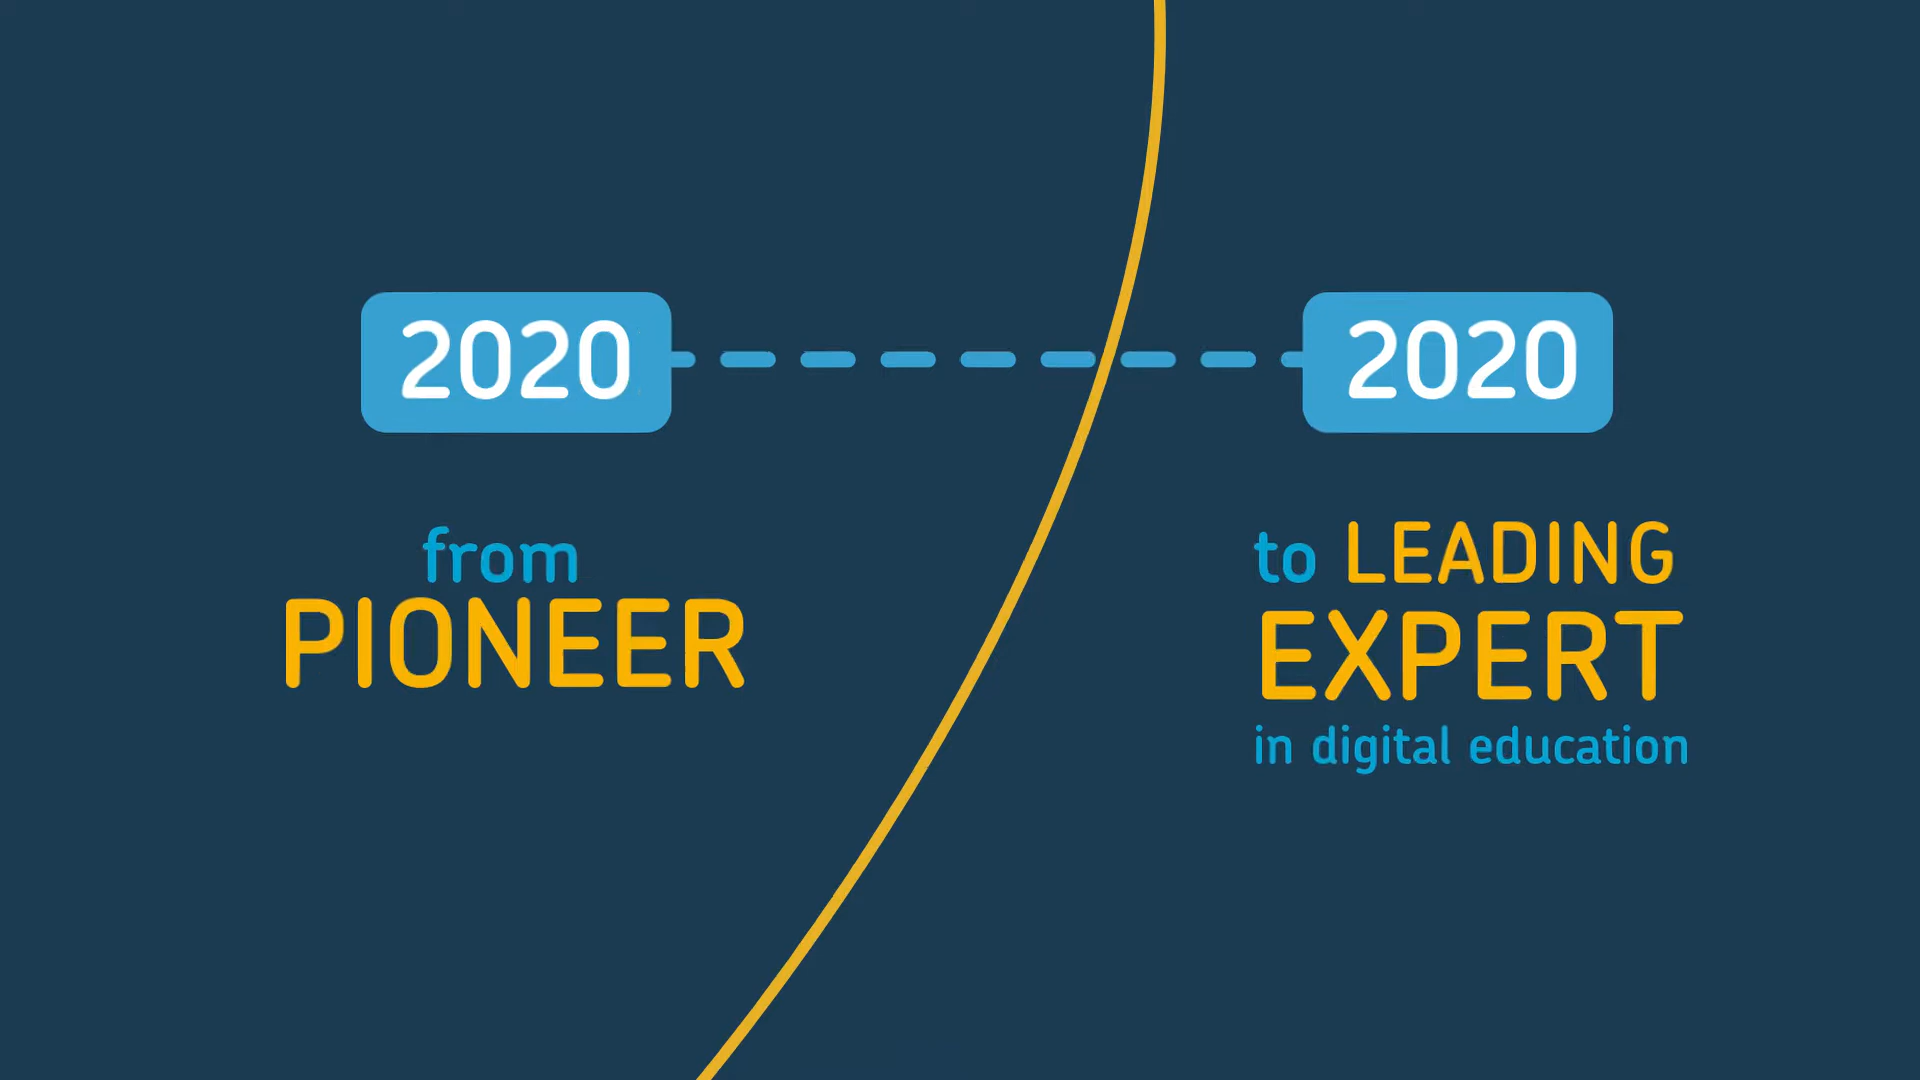 2020
2020
from
PIONEER
to LEADING
EXPERT
in digital education